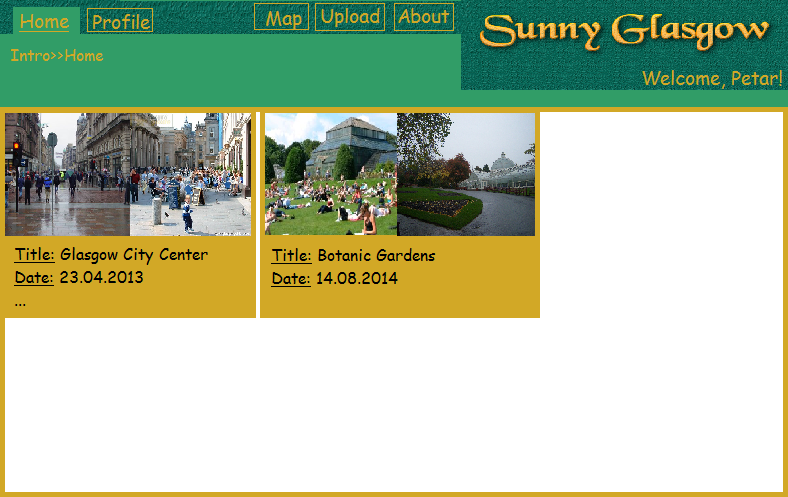 Home
Profile
Map
Upload
About
Sunny Glasgow
Intro>>Home
Welcome, Petar!
Title: Glasgow City Center
Date: 23.04.2013
...
Title: Botanic Gardens
Date: 14.08.2014